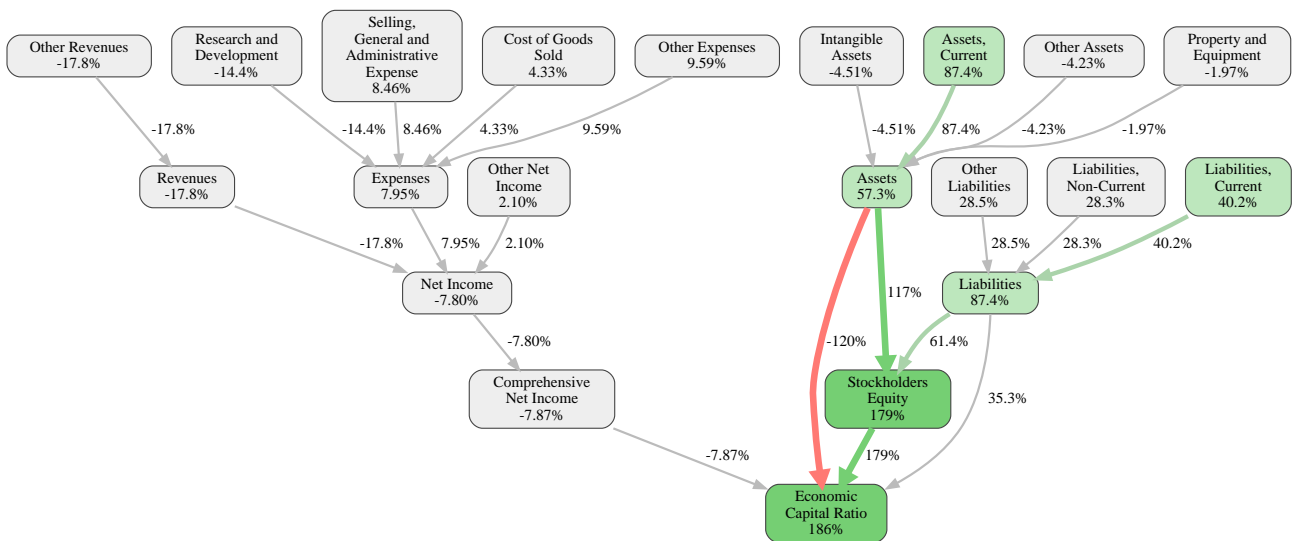 Other Revenues
-17.8%
Research and
Development
-14.4%
Selling,
General and
Administrative
Expense
8.46%
Cost of Goods
Sold
4.33%
Other Expenses
9.59%
Intangible
Assets
-4.51%
Assets,
Current
87.4%
Other Assets
-4.23%
Property and
Equipment
-1.97%
-17.8%
-14.4%
8.46%
4.33%
9.59%
-4.51%
87.4%
-4.23%
-1.97%
Revenues
-17.8%
Expenses
7.95%
Other Net
Income
2.10%
Assets
57.3%
Other
Liabilities
28.5%
Liabilities,
Non-Current
28.3%
Liabilities,
Current
40.2%
-17.8%
7.95%
2.10%
28.5%
28.3%
40.2%
Net Income
-7.80%
Liabilities
87.4%
117%
-7.80%
-120%
61.4%
Comprehensive
Net Income
-7.87%
Stockholders
Equity
179%
35.3%
-7.87%
179%
Economic
Capital Ratio
186%